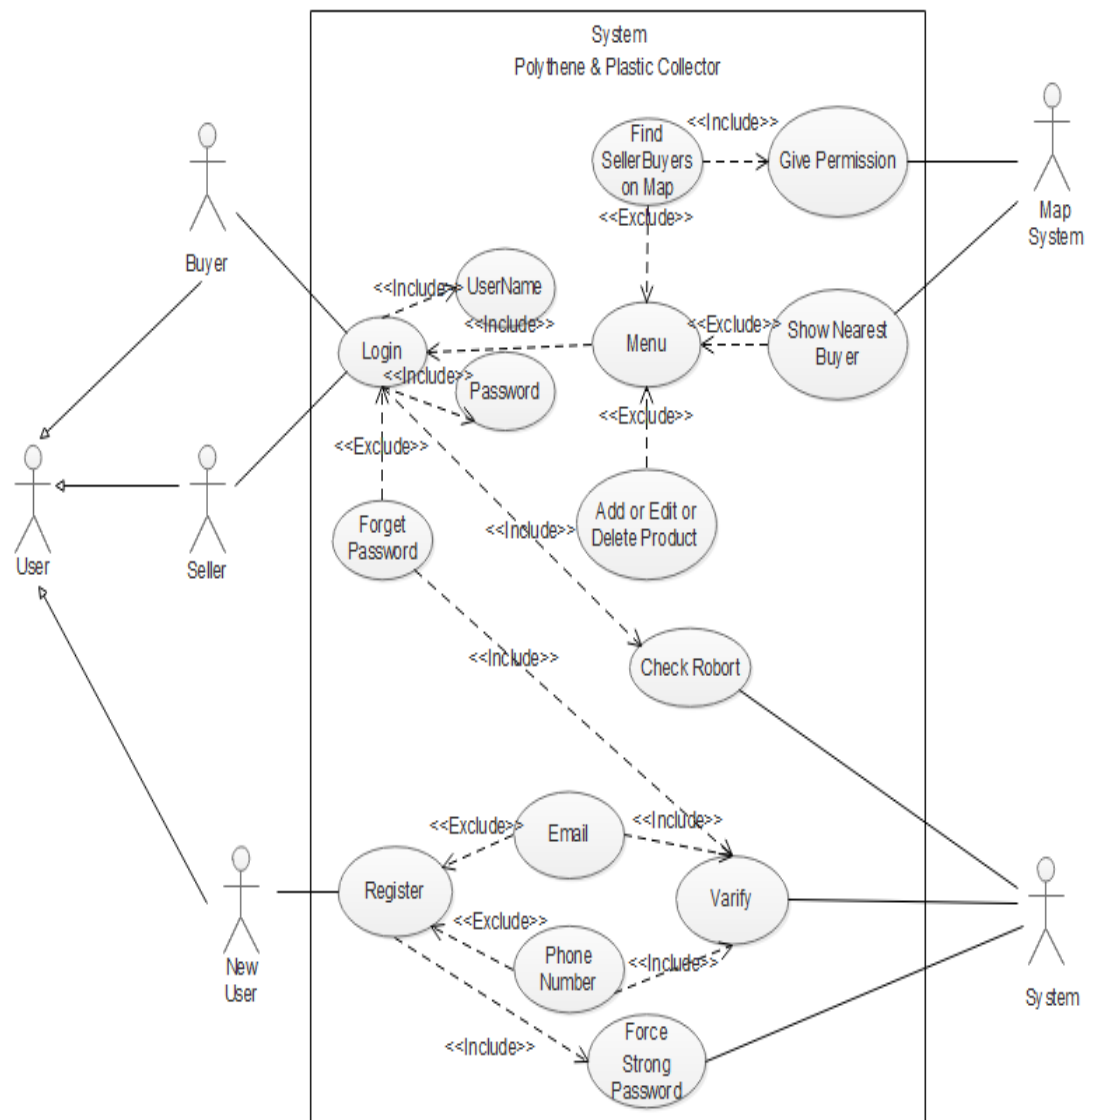 System
Polythene & Plastic Collector
<<Include>>
Find
SellerBuyers
on Map
Give Permission
<<Exclude>>
Map
System
Buyer
<<Include>>
UserName
<<Include>>
Menu
<<Exclude>>
Show Nearest
Buyer
Login
<<Include>>
Password
<<Exclude>>
<<Exclude>>
Forget
Password
Add or Edit or
Delete Product
<<Include>>
User
Seller
<<Include>>
Check Robort
<<Exclude>>
Email
<<Include>>
Register
Varify
<<Exclude>>
Phone
Number
<<Include>>
New
User
System
<<Include>>
Force
Strong
Password